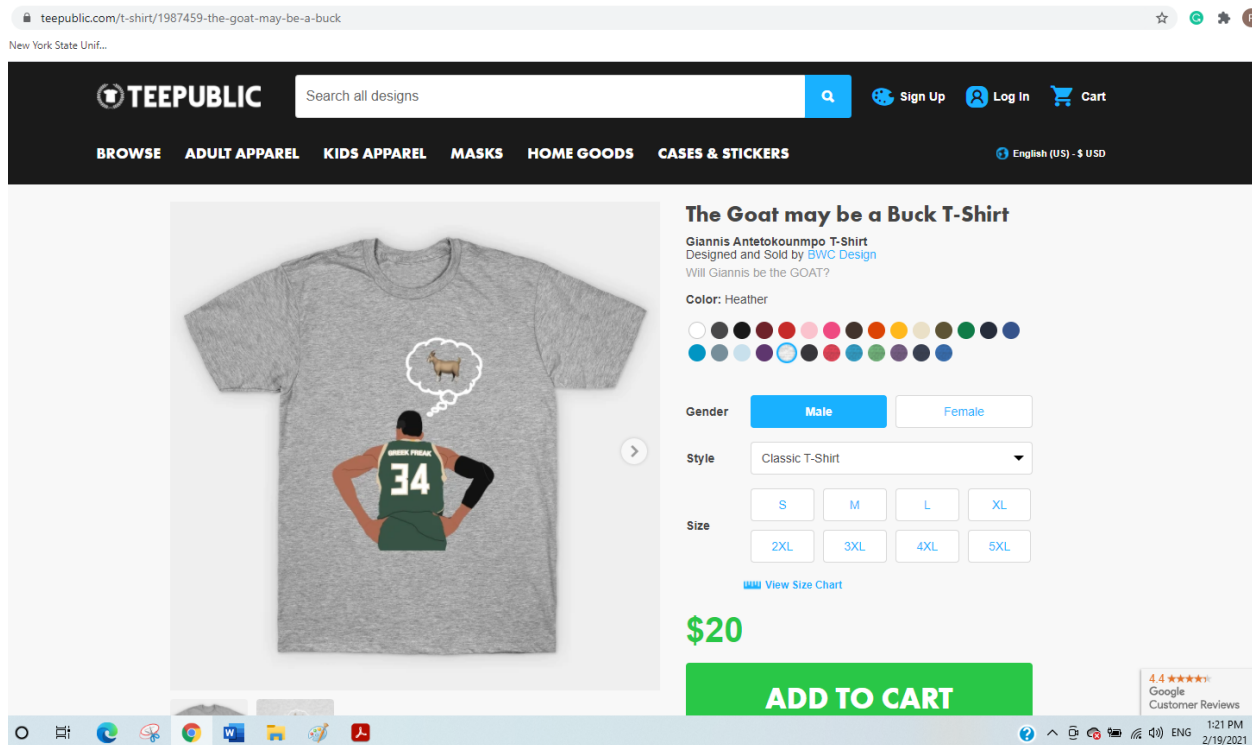 teepublic.com/t-shirt/1987459-the-goat-may-be-a-buck
New York State Unif...
TEEPUBLIC
Search all designs
Sign Up
Log In
Cart
BROWSE ADULT APPAREL KIDS APPAREL MASKS HOME GOODS CASES & STICKERS
English (US) - $ USD
GREEK FREAK
34
The Goat may be a Buck T-Shirt
Giannis Antetokounmpo T-Shirt
Designed and Sold by BWC Design
Will Giannis be the GOAT?
Color: Heather
Gender Male Female
Style Classic T-Shirt
Size
S M L XL
2XL 3XL 4XL 5XL
View Size Chart
$20
ADD TO CART
4.4
Google
Customer Reviews
ENG
1:21 PM
2/19/2021